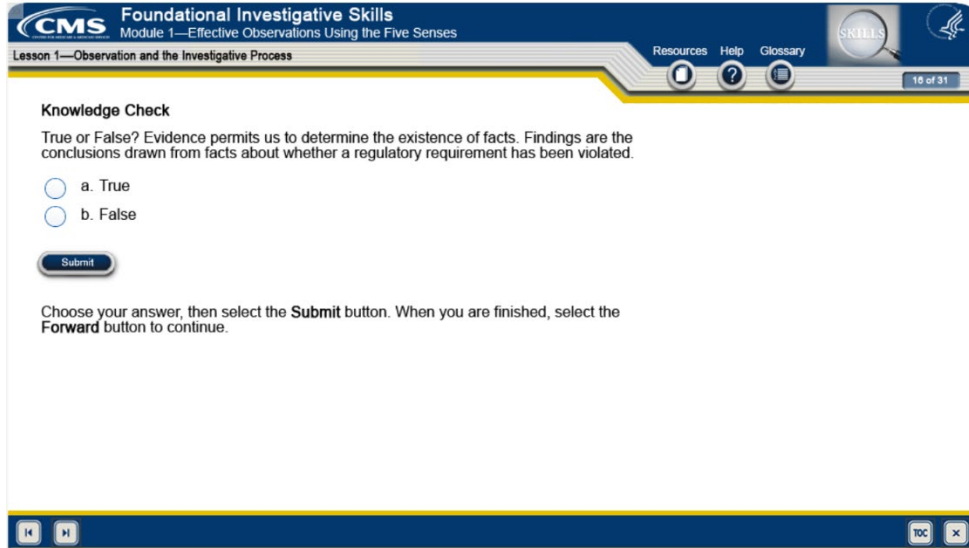 CMS
Foundational Investigative Skills
Module 1—Effective Observations Using the Five Senses
Lesson 1—Observation and the Investigative Process
Resources Help Glossary
SKILLS
?
16 of 31
Knowledge Check
True or False? Evidence permits us to determine the existence of facts. Findings are the
conclusions drawn from facts about whether a regulatory requirement has been violated.
a. True
b. False
Submit
Choose your answer, then select the Submit button. When you are finished, select the
Forward button to continue.
TOC